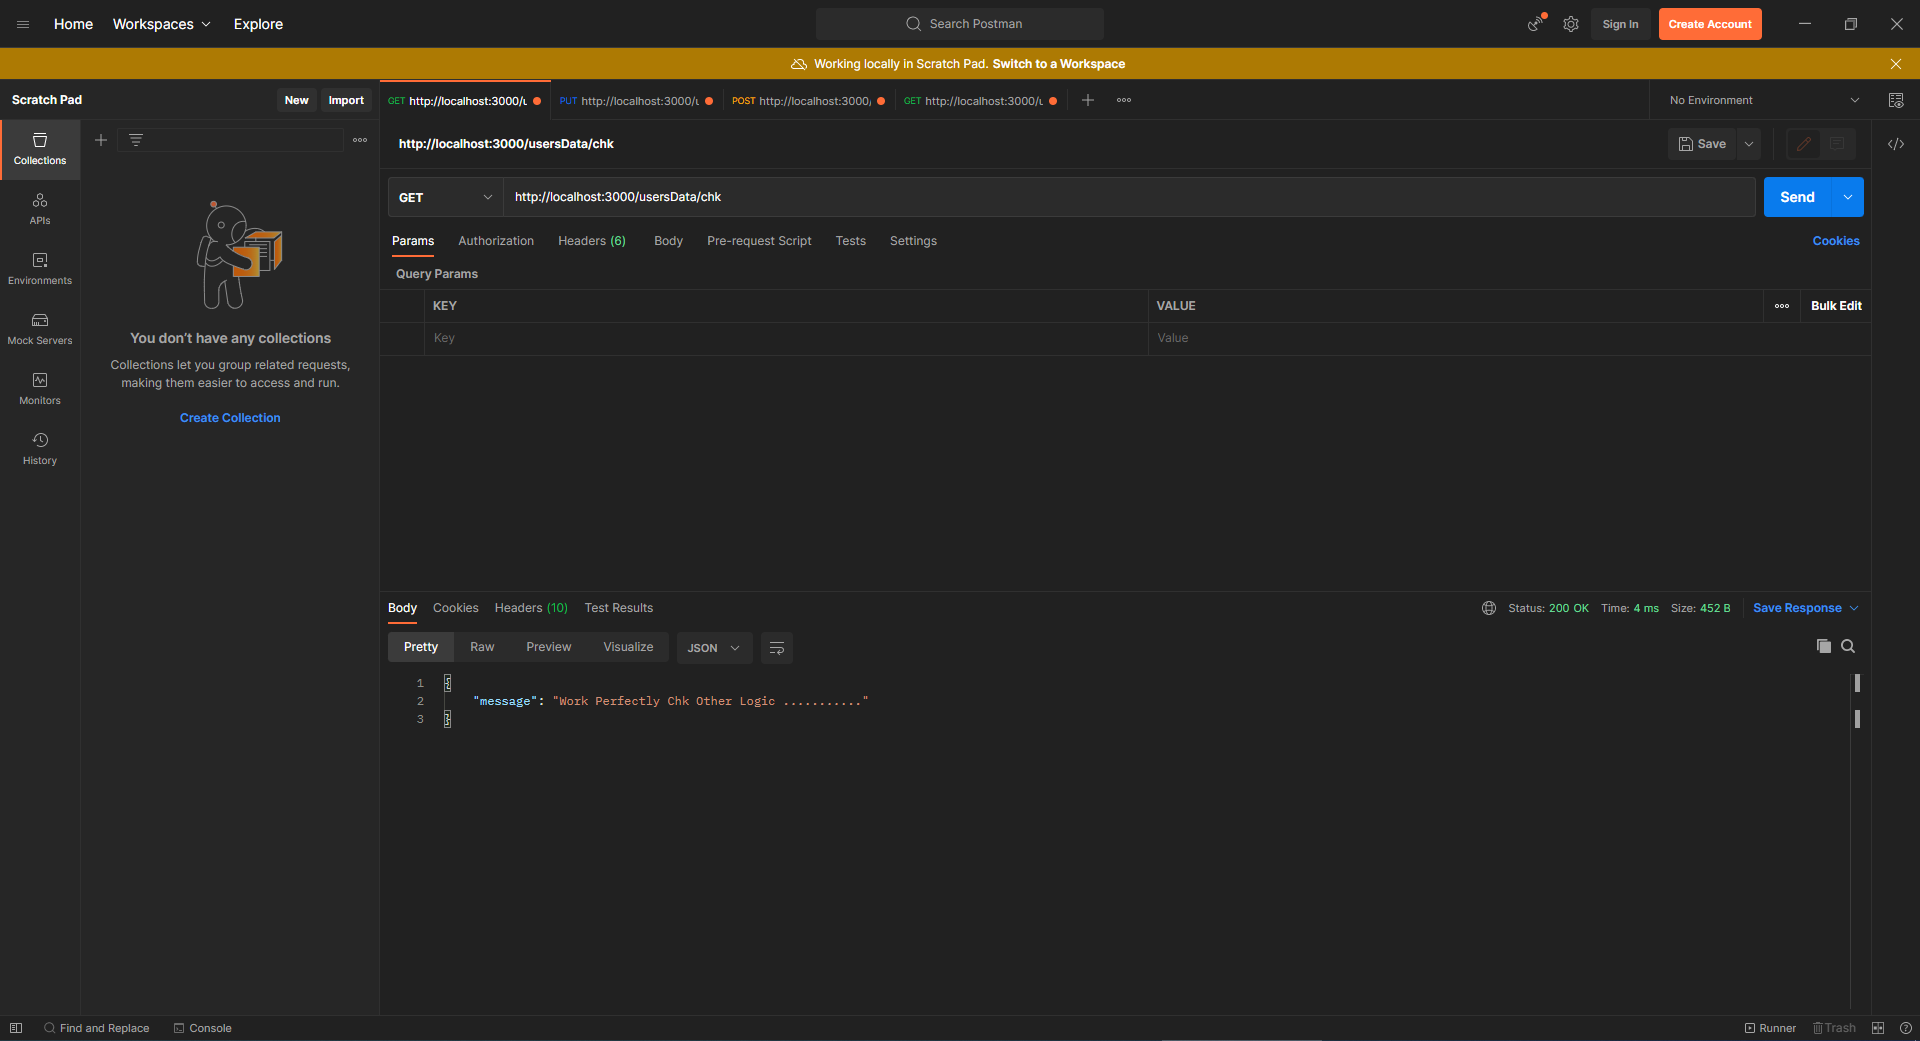 Home Workspaces Explore Search Postman Sign In Create Account
Working locally in Scratch Pad. Switch to a Workspace
Scratch Pad New Import GET http://localhost:3000/u PUT http://localhost:3000/u POST http://localhost:3000/ GET http://localhost:3000/u No Environment
http://localhost:3000/usersData/chk Save
Collections
GET http://localhost:3000/usersData/chk Send
APIs
Params Authorization Headers (6) Body Pre-request Script Tests Settings Cookies
Query Params
Environments
KEY VALUE Bulk Edit
Key Value
Mock Servers
You don’t have any collections
Collections let you group related requests,
making them easier to access and run.
Monitors
Create Collection
History
Body Cookies Headers (10) Test Results Status: 200 OK Time: 4 ms Size: 452 B Save Response
Pretty Raw Preview Visualize JSON
1 {
2 "message": "Work Perfectly Chk Other Logic ..........."
3 }
Find and Replace Console Runner Trash